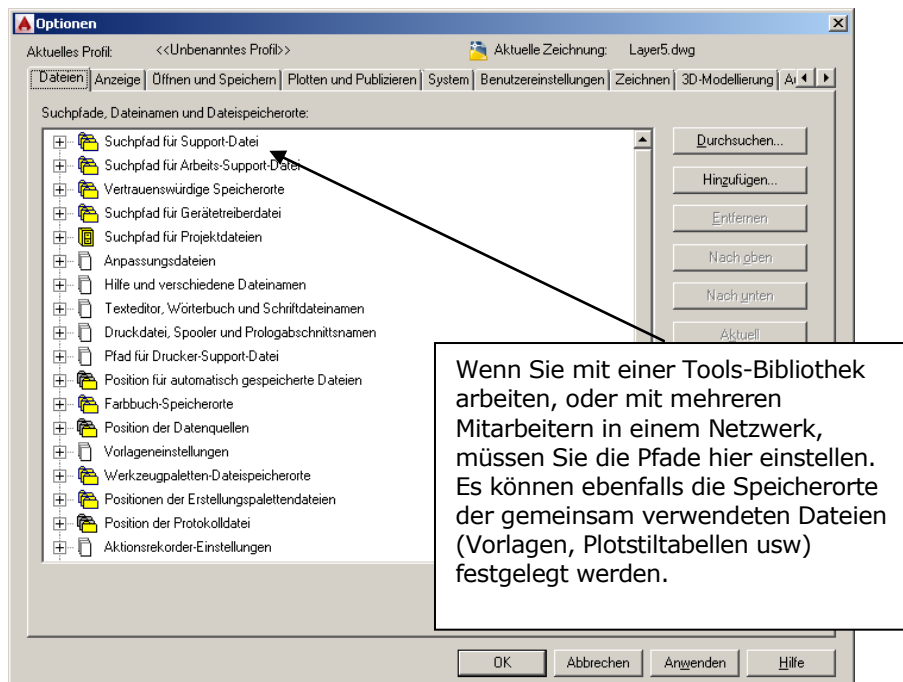 Optionen
Aktuelles Profil: <<Unbenanntes Profil>> Aktuelle Zeichnung: Layer5.dwg
Dateien Anzeige Öffnen und Speichern Plotten und Publizieren System Benutzereinstellungen Zeichnen 3D-Modellierung
Suchpfade, Dateinamen und Dateispeicherorte:
Suchpfad für Support-Datei
Suchpfad für Arbeits-Support-Datei
Vertrauenswürdige Speicherorte
Suchpfad für Gerätetreiberdatei
Suchpfad für Projektdateien
Anpassungsdateien
Hilfe und verschiedene Dateinamen
Texteditor, Wörterbuch und Schriftdateinamen
Druckdatei, Spooler und Prologabschnittsnamen
Pfad für Drucker-Support-Datei
Position für automatisch gespeicherte Dateien
Farbbuch-Speicherorte
Position der Datenquellen
Vorlageneinstellungen
Werkzeugpaletten-Dateispeicherorte
Positionen der Erstellungspalettendateien
Position der Protokolldatei
Aktionsrekorder-Einstellungen
Durchsuchen...
Hinzufügen...
Entfernen
Nach oben
Nach unten
Aktuell
Wenn Sie mit einer Tools-Bibliothek
arbeiten, oder mit mehreren
Mitarbeitern in einem Netzwerk,
müssen Sie die Pfade hier einstellen.
Es können ebenfalls die Speicherorte
der gemeinsam verwendeten Dateien
(Vorlagen, Plotstiltabellen usw)
festgelegt werden.
OK Abbrechen Anwenden Hilfe